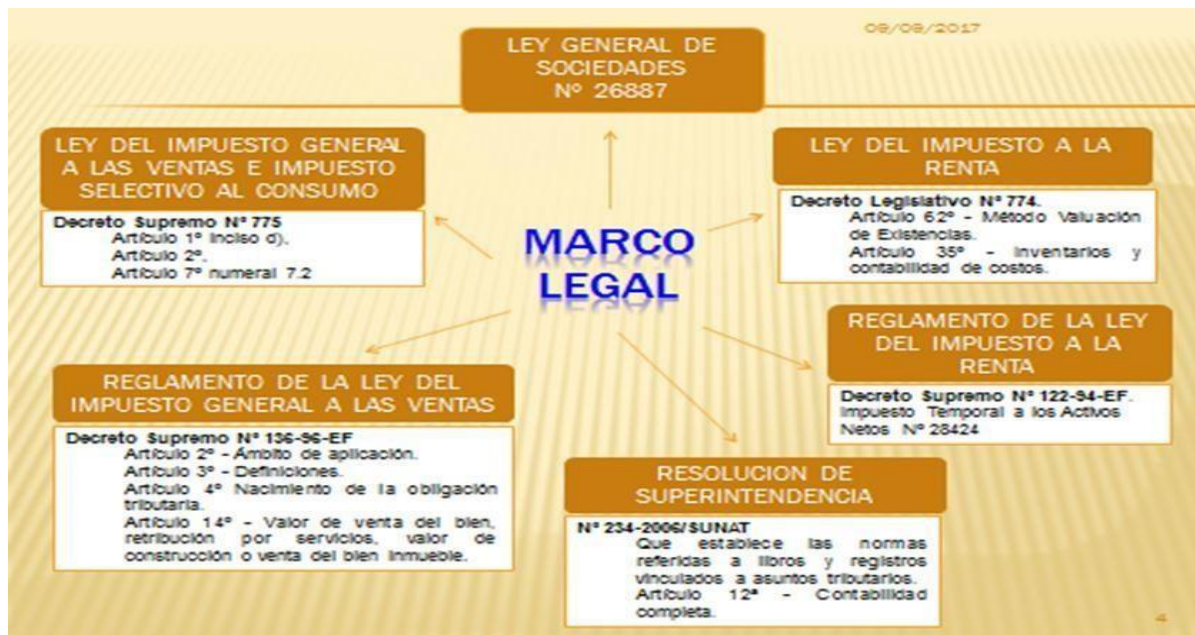 09/09/2017
LEY GENERAL DE
SOCIEDADES
Nº 26887
LEY DEL IMPUESTO GENERAL
A LAS VENTAS E IMPUESTO
SELECTIVO AL CONSUMO
Decreto Supremo Nº 775
Artículo 1º Inciso d),
Artículo 2º,
Artículo 7º numeral 7.2
LEY DEL IMPUESTO A LA
RENTA
Decreto Legislativo Nº 774.
Artículo 62º - Método Valuación
de Existencias.
Artículo 35º - Inventarios y
contabilidad de costos.
MARCO
LEGAL
REGLAMENTO DE LA LEY
DEL IMPUESTO A LA
RENTA
Decreto Supremo Nº 122-94-EF.
Impuesto Temporal a los Activos
Netos Nº 28424
REGLAMENTO DE LA LEY DEL
IMPUESTO GENERAL A LAS VENTAS
Decreto Supremo Nº 136-96-EF
Artículo 2º - Ámbito de aplicación.
Artículo 3º - Definiciones.
Artículo 4º Nacimiento de la obligación
tributaria.
Artículo 14º - Valor de venta del bien,
retribución por servicios, valor de
construcción o venta del bien inmueble.
RESOLUCION DE
SUPERINTENDENCIA
Nº 234-2006/SUNAT
Que establece las normas
referidas a libros y registros
vinculados a asuntos tributarios.
Artículo 12ª - Contabilidad
completa.
4